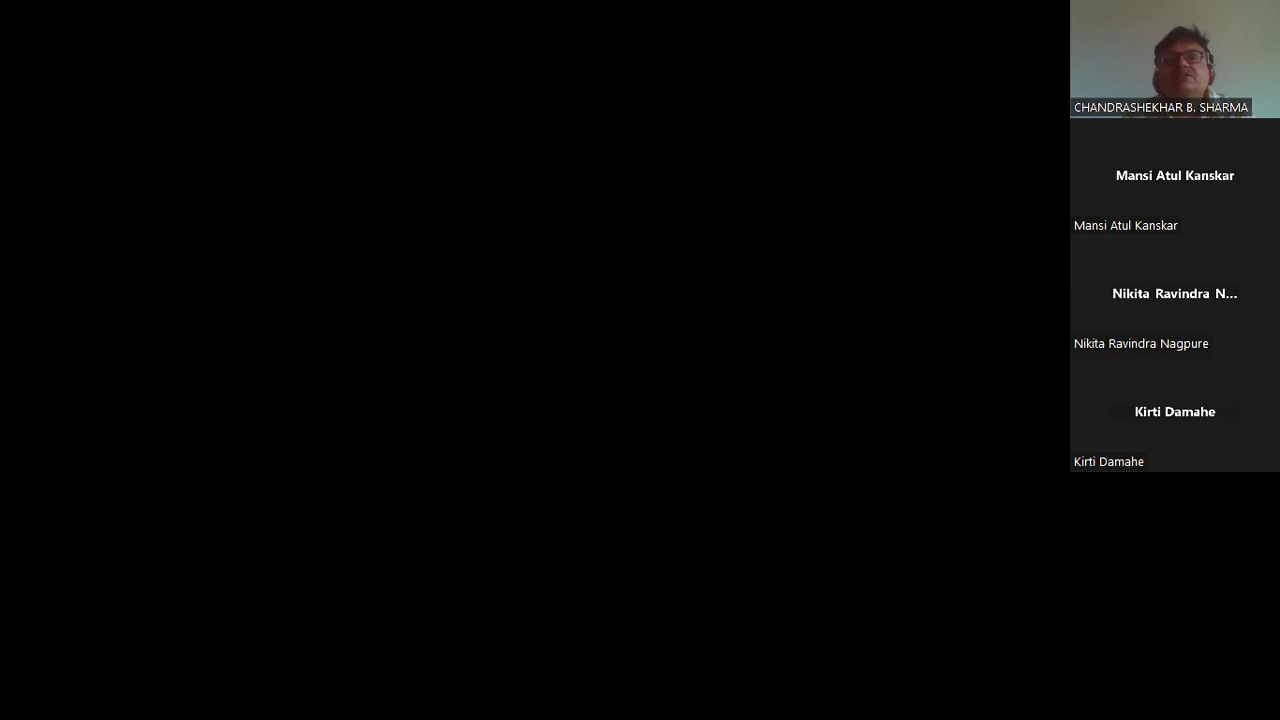 CHANDRASHEKHAR B. SHARMA
Mansi Atul Kanskar
Mansi Atul Kanskar
Nikita Ravindra N...
Nikita Ravindra Nagpure
Kirti Damahe
Kirti Damahe